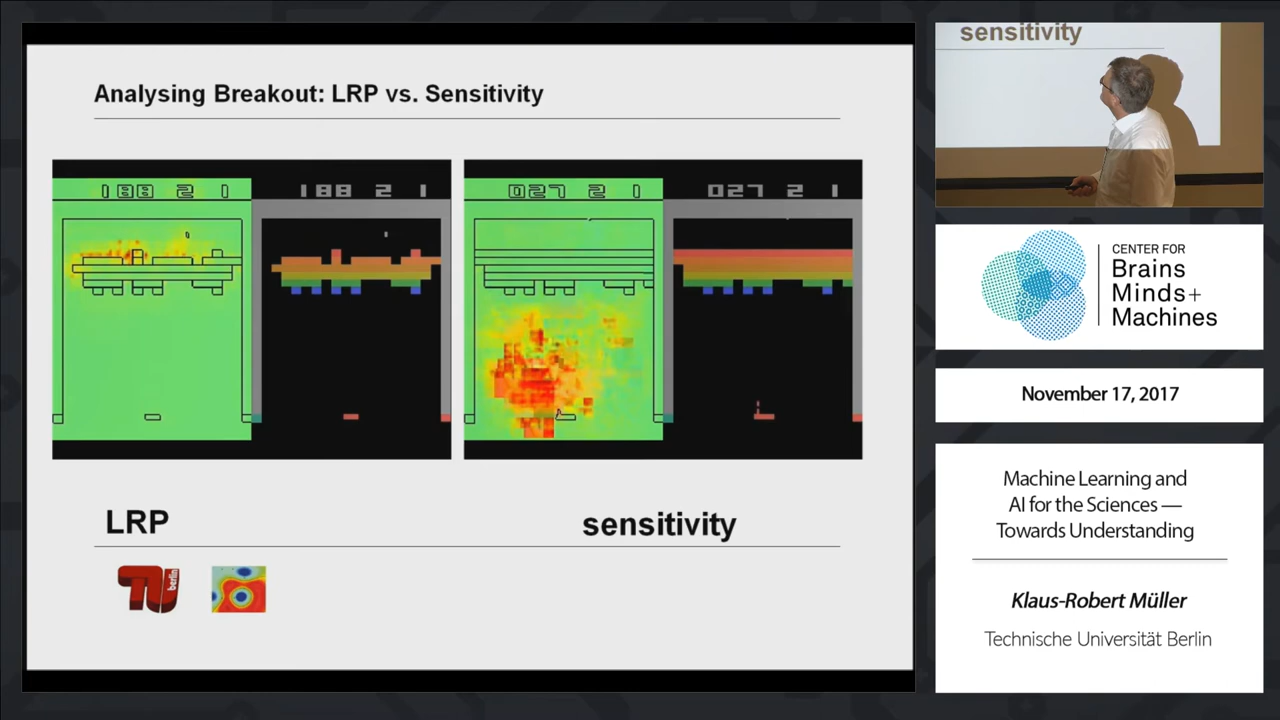 Analysing Breakout: LRP vs. Sensitivity
188 2 1
188 2 1
027 2 1
027 2 1
LRP
sensitivity
berlin
sensitivity
CENTER FOR
Brains
Minds+
Machines
November 17, 2017
Machine Learning and
AI for the Sciences —
Towards Understanding
Klaus-Robert Müller
Technische Universität Berlin